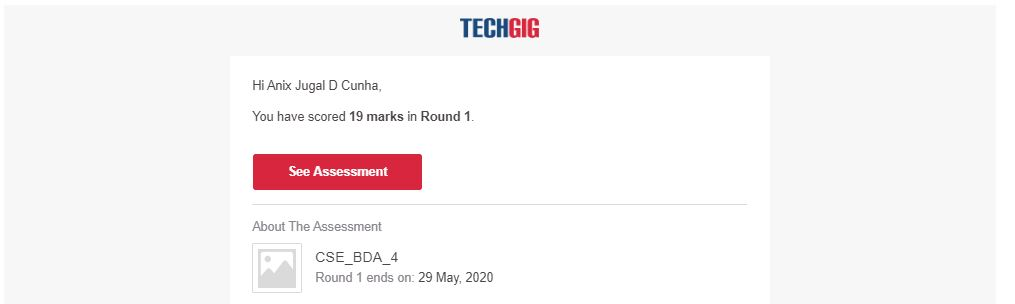 TECHGIG
Hi Anix Jugal D Cunha,
You have scored 19 marks in Round 1.
See Assessment
About The Assessment
CSE_BDA_4
Round 1 ends on: 29 May, 2020